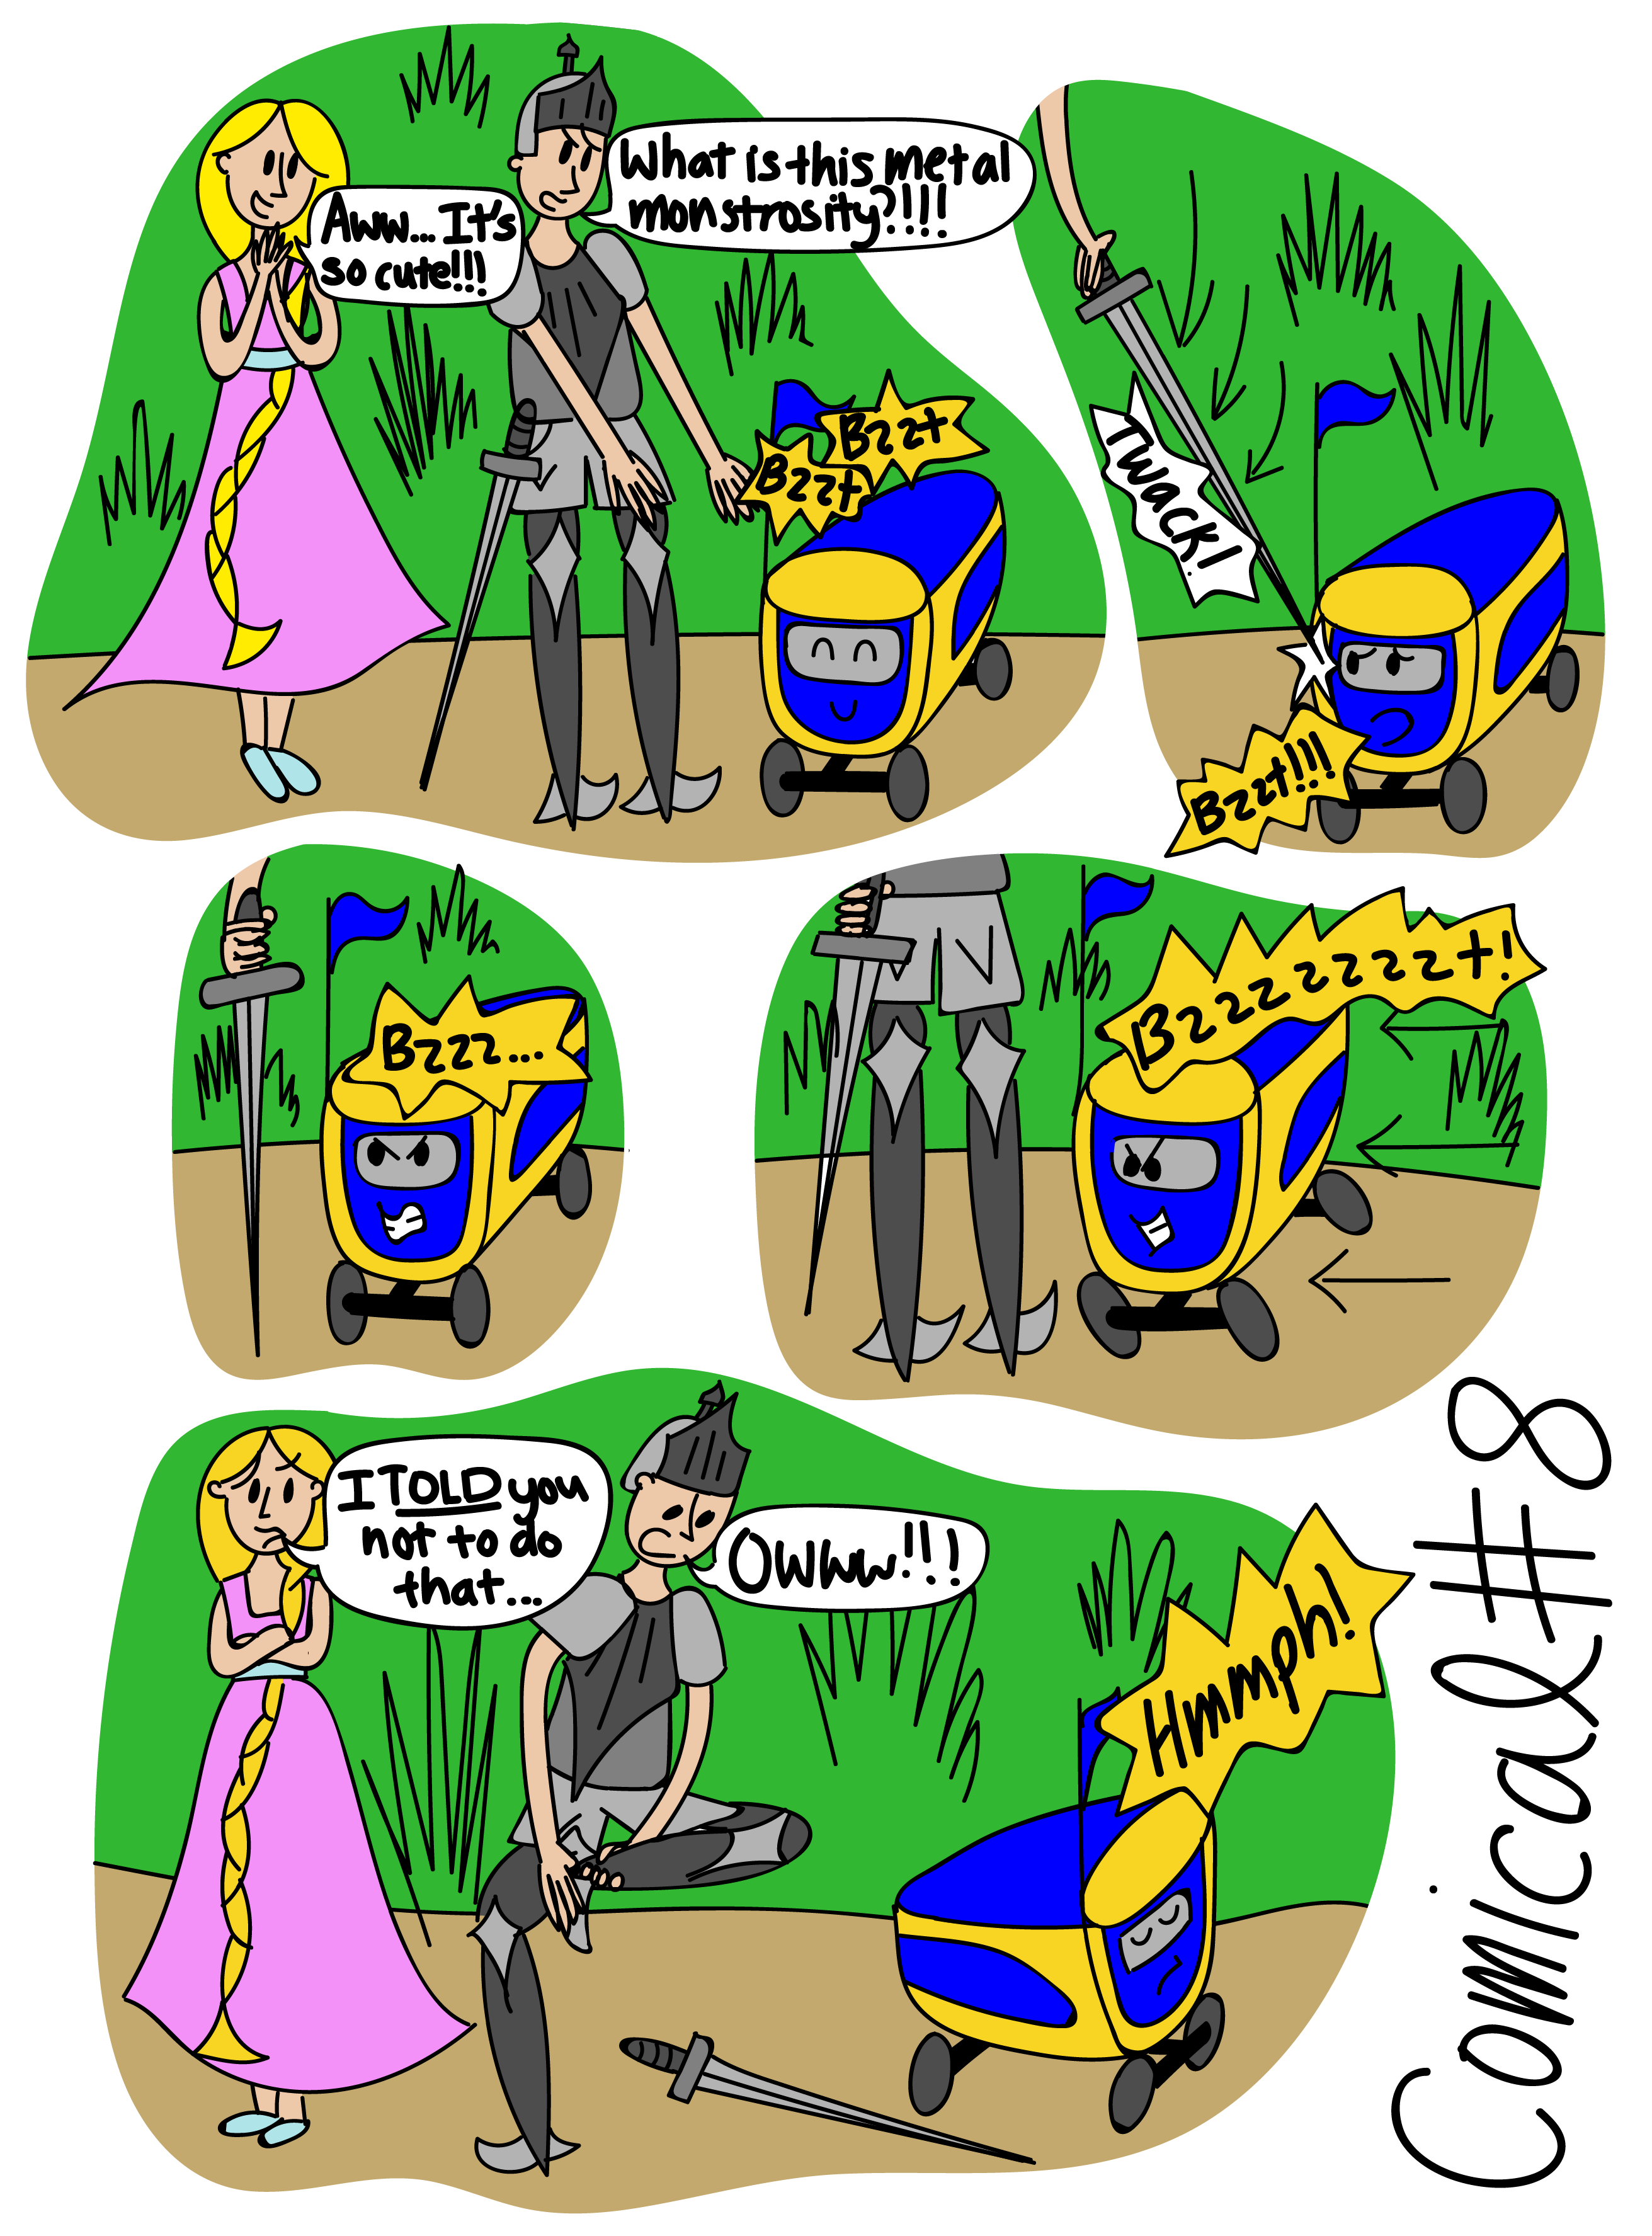 Aww... It's
so cute!!!
What is this metal
monstrosity?!!!
Bzzt
Bzzt
Twack!
Bzzt!!!
Bzzz...
Bzzzzzzzt!
I TOLD you
not to do
that...
Owww!!!
Hmmph!
Comical #8